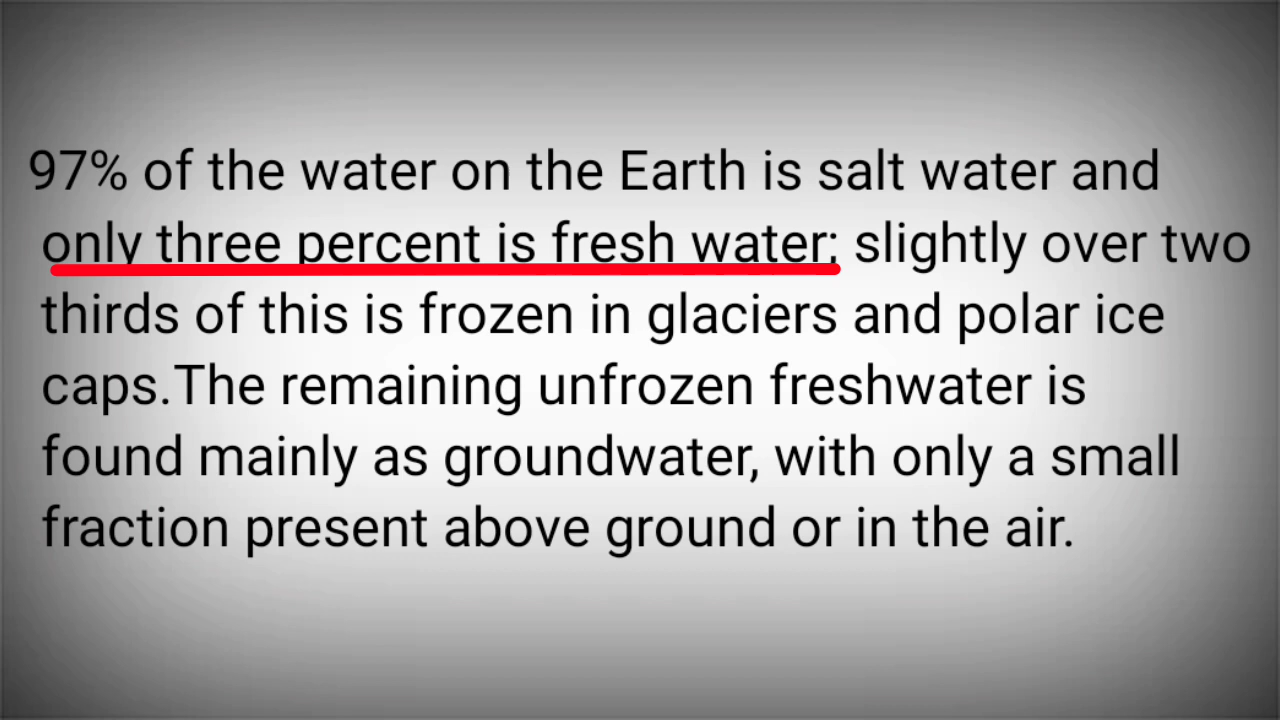 97% of the water on the Earth is salt water and
only three percent is fresh water; slightly over two
thirds of this is frozen in glaciers and polar ice
caps.The remaining unfrozen freshwater is
found mainly as groundwater, with only a small
fraction present above ground or in the air.